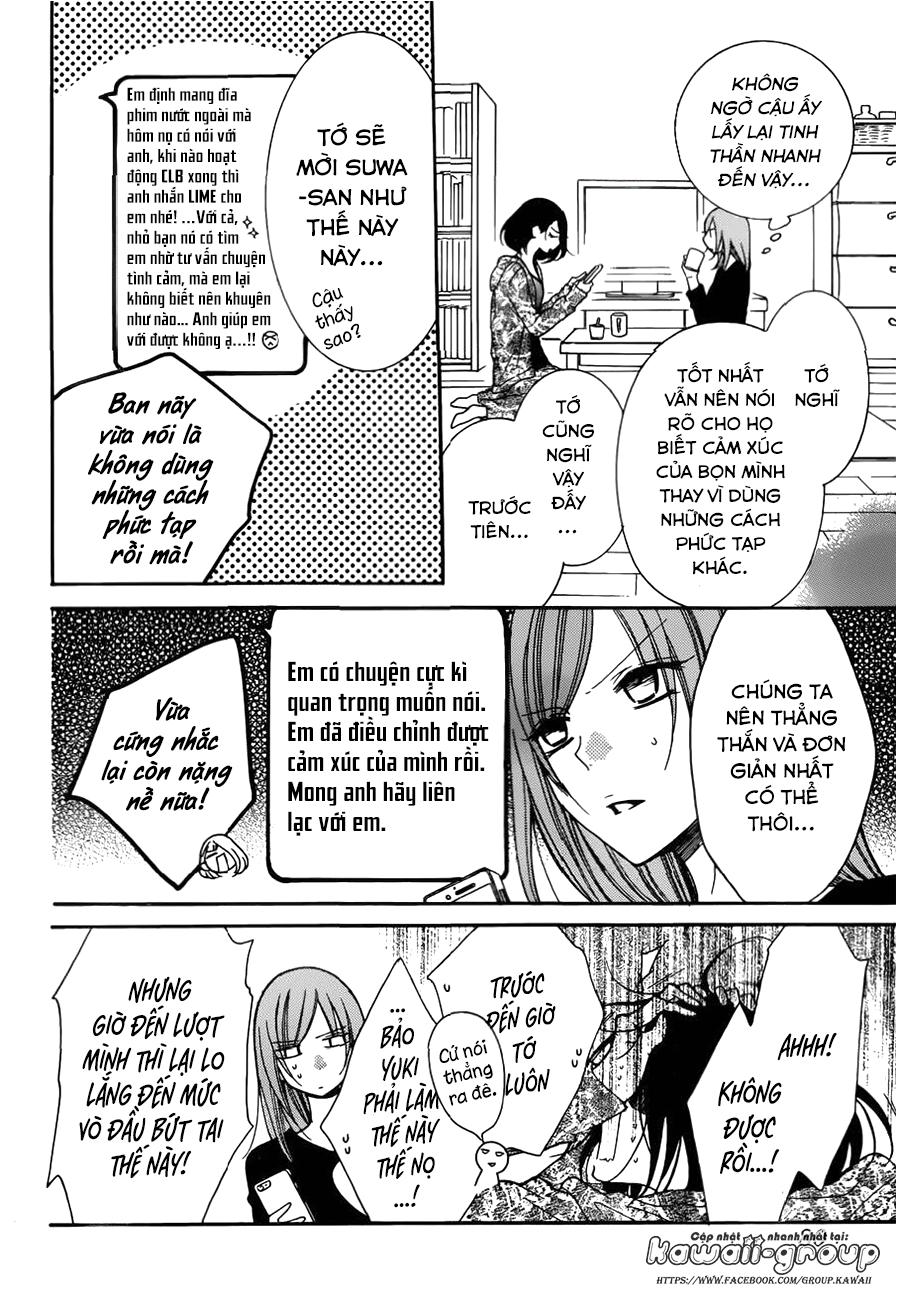 KHÔNG
NGỜ CẬU ẤY
LẤY LẠI TINH
THẦN NHANH
ĐẾN VẬY...
TỚ
NGHĨ
TỐT NHẤT
VẪN NÊN NÓI
RÕ CHO HỌ
BIẾT CẢM XÚC
CỦA BỌN MÌNH
THAY VÌ DÙNG
NHỮNG CÁCH
PHỨC TẠP
KHÁC.
TỚ
CŨNG
NGHĨ
VẬY
ĐẤY
...
TRƯỚC
TIÊN...
TỚ SẼ
MỜI SUWA
-SAN NHƯ
THẾ NÀY
NÀY...
Cậu
thấy
sao?
Em định mang đĩa
phim nước ngoài mà
hôm nọ có nói với
anh, khi nào hoạt
động CLB xong thì
anh nhắn LIME cho
em nhé! ...Với cả,
nhỏ bạn nó có tìm
em nhờ tư vấn chuyện
tình cảm, mà em lại
không biết nên khuyên
như nào... Anh giúp em
với được không ạ...!!
Ban nãy
vừa nói là
không dùng
những cách
phức tạp
rồi mà!
CHÚNG TA
NÊN THẲNG
THẮN VÀ ĐƠN
GIẢN NHẤT
CÓ THỂ
THÔI...
Em có chuyện cực kì
quan trọng muốn nói.
Em đã điều chỉnh được
cảm xúc của mình rồi.
Mong anh hãy liên
lạc với em.
Vừa
cứng nhắc
lại còn nặng
nề nữa!
AHHH!
KHÔNG
ĐƯỢC
RỒI...!
TRƯỚC
ĐẾN GIỜ
TỚ
LUÔN
Cứ nói
thẳng
ra đê.
...
BẢO
YUKI
PHẢI LÀM
THẾ NÀY
THẾ NỌ
...!
NHƯNG
GIỜ ĐẾN LƯỢT
MÌNH THÌ LẠI LO
LẮNG ĐẾN MỨC
VÒ ĐẦU BỨT TAI
THẾ NÀY!
Cập nhật nhanh nhất tại:
kawaii-group
HTTPS://WWW.FACEBOOK.COM/GROUP.KAWAII